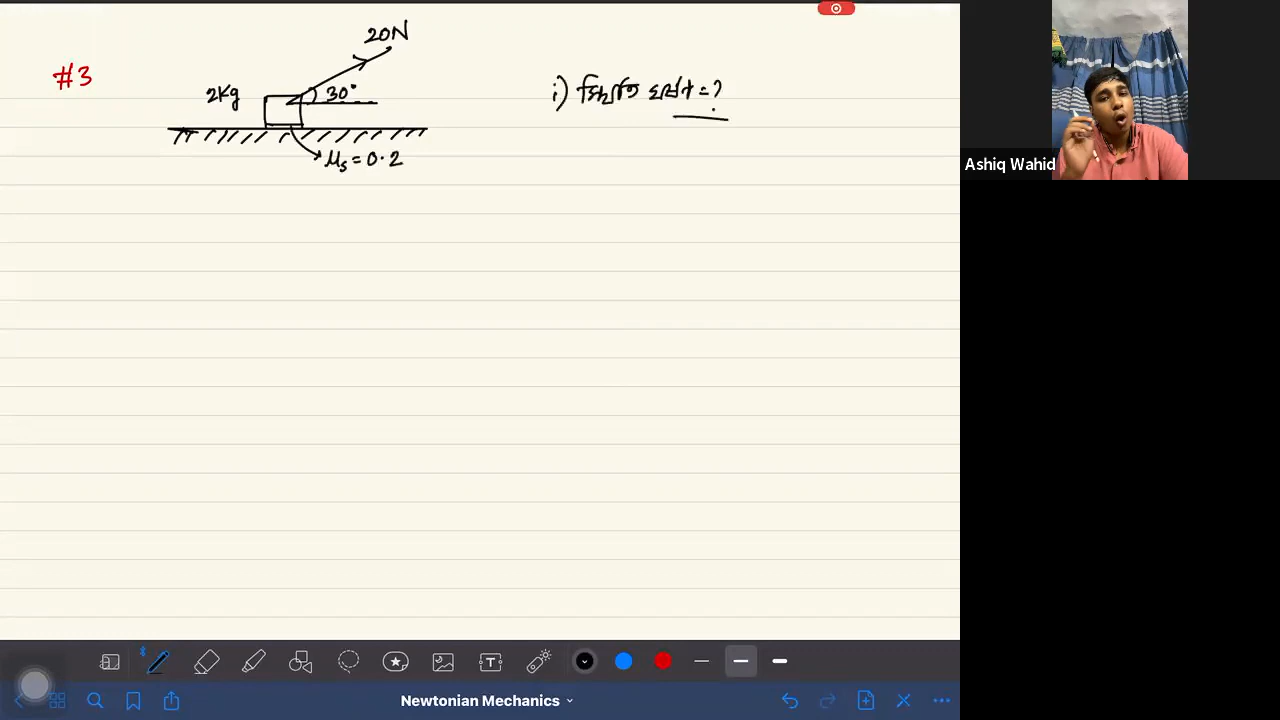 20N
#3
2Kg
30°
i) স্থিতি ঘর্ষণ = ?
μs = 0.2
Ashiq Wahid
Newtonian Mechanics